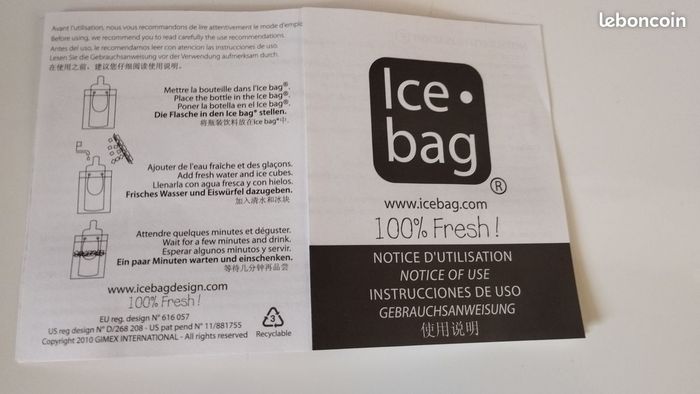 Avant l'utilisation, nous vous recommandons de lire attentivement le mode d'emploi
Before using, we recommend you to read carefully the use recommendations.
Antes del uso, le recomendamos leer con atencion las instrucciones de uso.
Lesen Sie die Gebrauchsanweisung vor der Verwendung aufmerksam durch.
在使用之前，建议您仔细阅读使用说明。
Mettre la bouteille dans l'Ice bag®.
Place the bottle in the Ice bag®.
Poner la botella en el Ice bag®.
Die Flasche in den Ice bag® stellen.
将瓶装饮料放在Ice bag®中.
Ajouter de l'eau fraîche et des glaçons.
Add fresh water and ice cubes.
Llenarla con agua fresca y con hielos.
Frisches Wasser und Eiswürfel dazugeben.
加入清水和冰块
Attendre quelques minutes et déguster.
Wait for a few minutes and drink.
Esperar algunos minutos y servir.
Ein paar Minuten warten und einschenken.
等待几分钟再品尝
www.icebagdesign.com
100% Fresh!
EU reg. design N° 616 057
US reg design N° D/268 208 - US pat pend N° 11/881755
Copyright 2010 GIMEX INTERNATIONAL - All rights reserved
3
Recyclable
leboncoin
Ice•
bag
®
www.icebag.com
100% Fresh!
NOTICE D'UTILISATION
NOTICE OF USE
INSTRUCCIONES DE USO
GEBRAUCHSANWEISUNG
使用说明